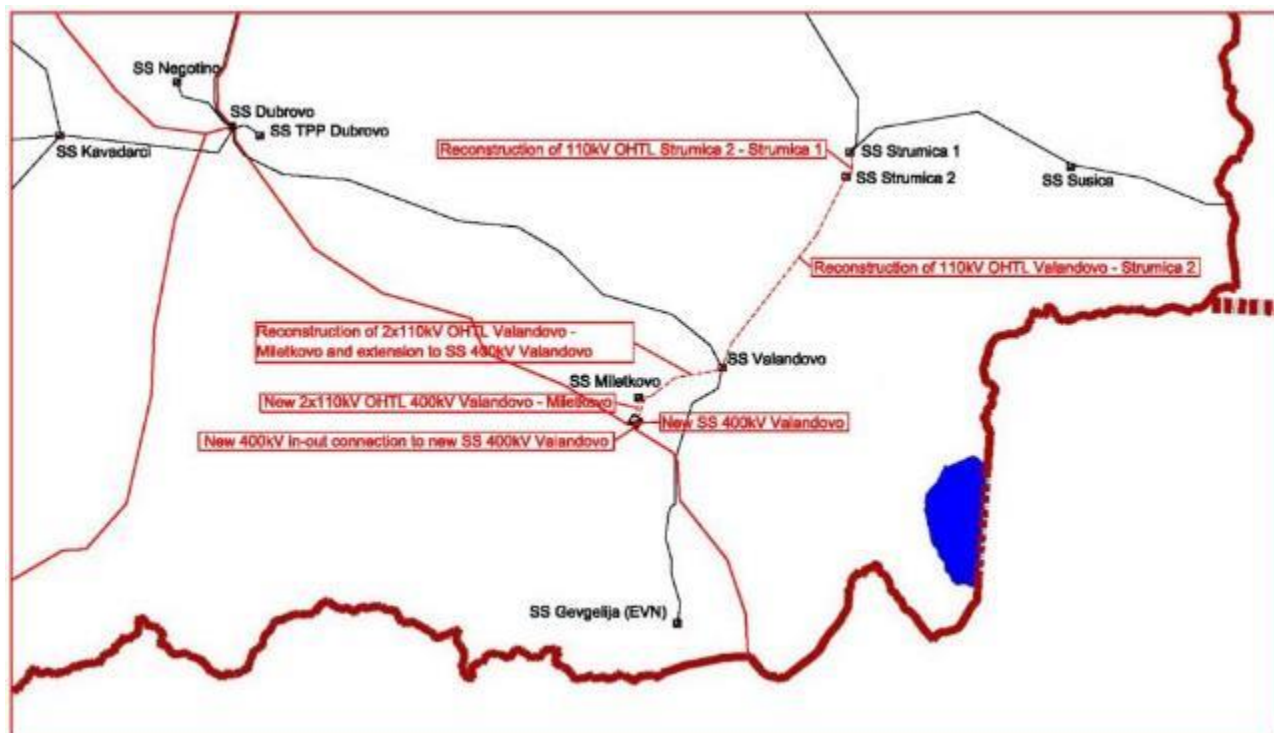 SS Negotino
SS Dubrovo
SS TPP Dubrovo
SS Kavadarci
Reconstruction of 110kV OHTL Strumica 2 - Strumica 1
SS Strumica 1
SS Strumica 2
SS Susica
Reconstruction of 110kV OHTL Valandovo - Strumica 2
Reconstruction of 2x110kV OHTL Valandovo -
Miletkovo and extension to SS 400kV Valandovo
SS Valandovo
SS Miletkovo
New 2x110kV OHTL 400kV Valandovo - Miletkovo
New SS 400kV Valandovo
New 400kV in-out connection to new SS 400kV Valandovo
SS Gevgelija (EVN)